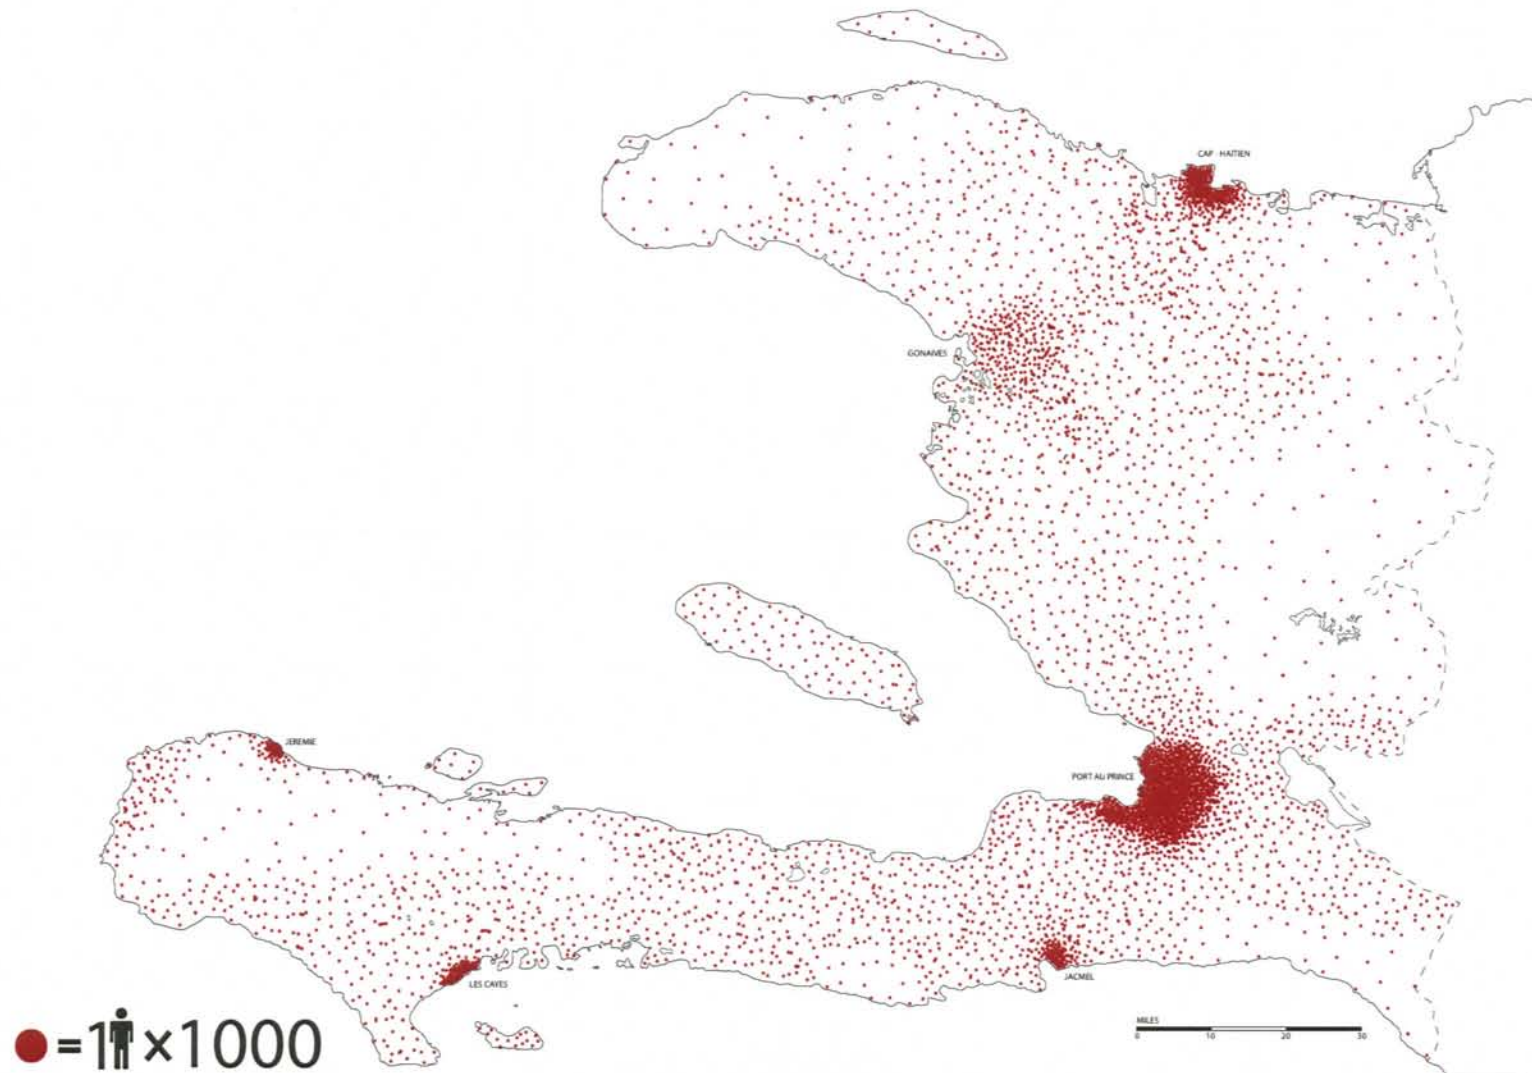 CAP HAITIEN
GONAIVES
JEREMIE
PORT AU PRINCE
LES CAYES
JACMEL
MILES
0 10 20 30
= 1 × 1000